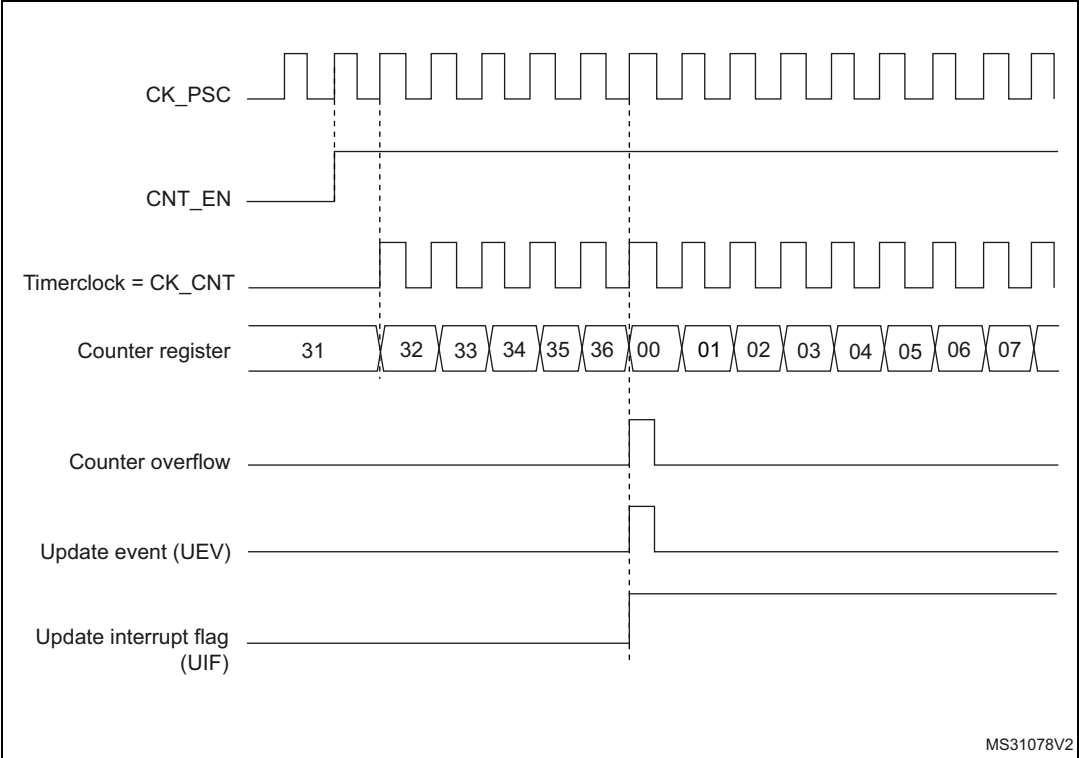 CK_PSC
CNT_EN
Timerclock = CK_CNT
Counter register 31 32 33 34 35 36 00 01 02 03 04 05 06 07
Counter overflow
Update event (UEV)
Update interrupt flag
(UIF)
MS31078V2